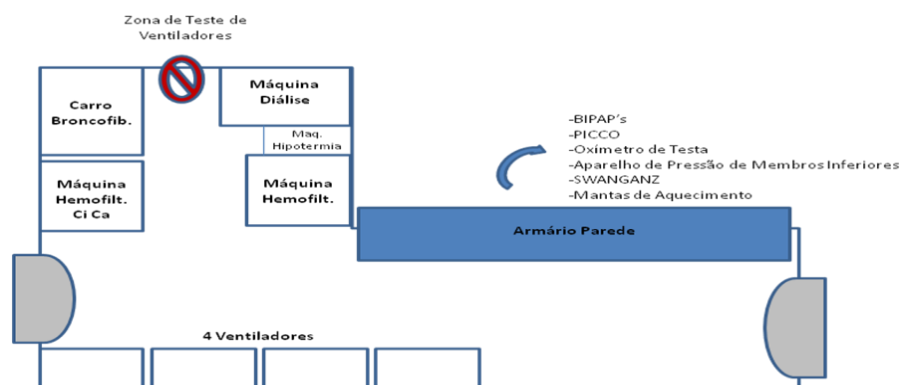 Zona de Teste de
Ventiladores
Carro
Broncofib.
Máquina
Diálise
Maq.
Hipotermia
Máquina
Hemofilt.
Ci Ca
Máquina
Hemofilt.
-BIPAP’s
-PICCO
-Oxímetro de Testa
-Aparelho de Pressão de Membros Inferiores
-SWANGANZ
-Mantas de Aquecimento
Armário Parede
4 Ventiladores